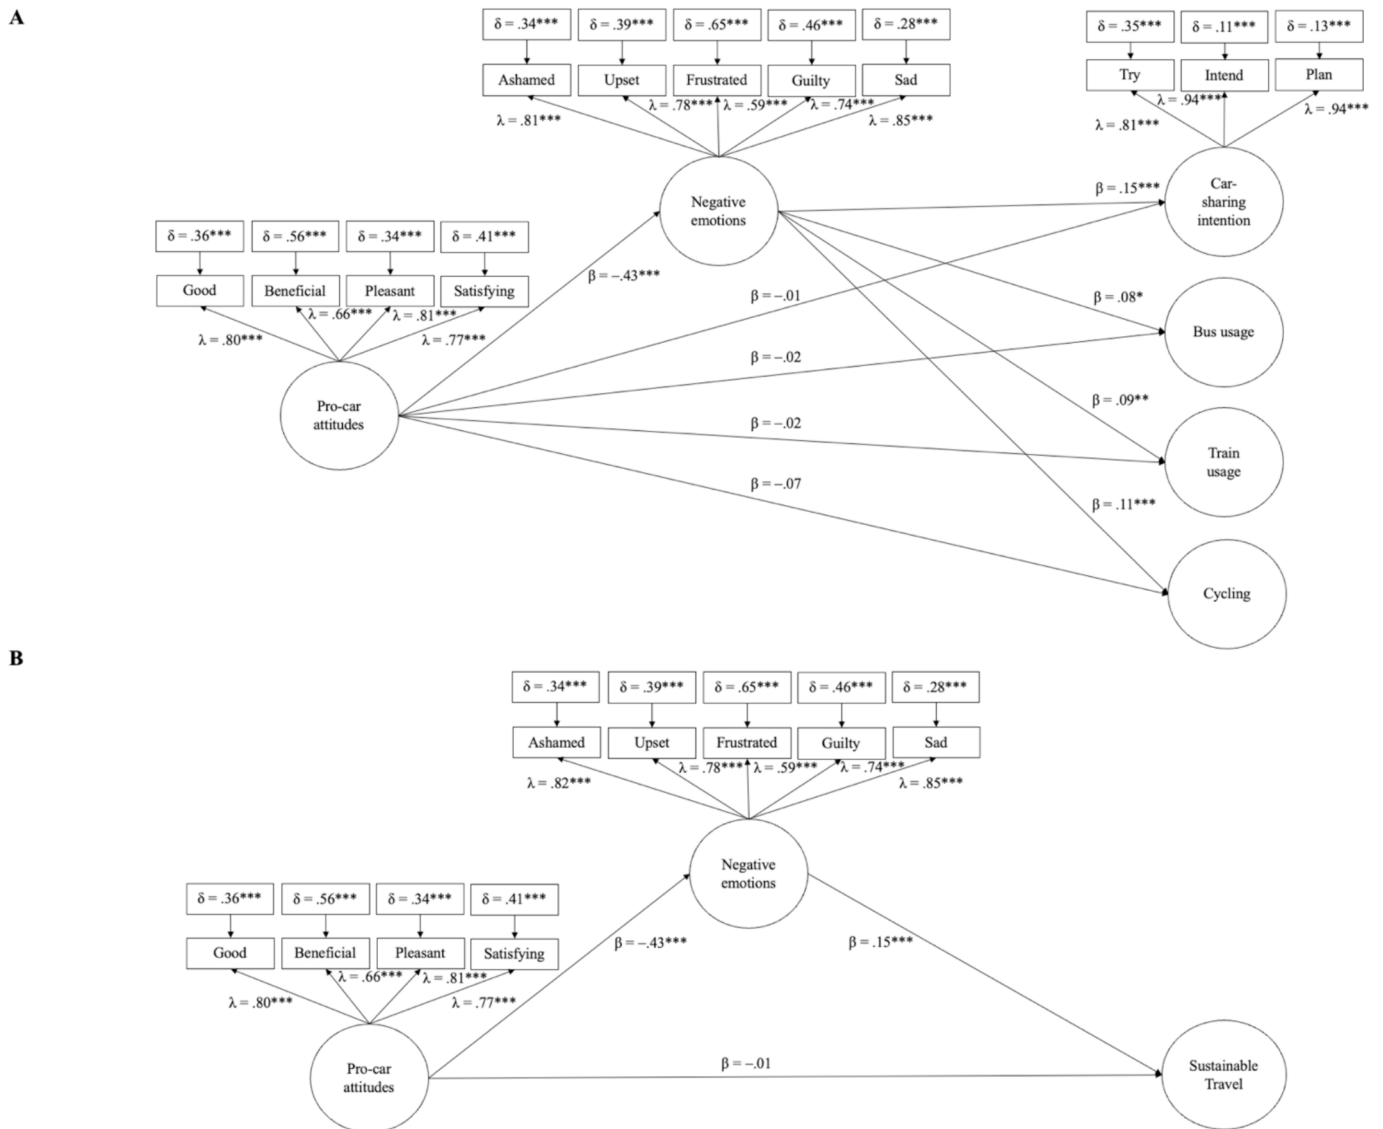 A
δ = .34*** δ = .39*** δ = .65*** δ = .46*** δ = .28***
δ = .35*** δ = .11*** δ = .13***
Ashamed Upset Frustrated Guilty Sad
Try Intend Plan
λ = .81*** λ = .78*** λ = .59*** λ = .74*** λ = .85***
λ = .81*** λ = .94*** λ = .94***
Negative
emotions
Car-
sharing
intention
β = .15***
δ = .36*** δ = .56*** δ = .34*** δ = .41***
Good Beneficial Pleasant Satisfying
λ = .80*** λ = .66*** λ = .81*** λ = .77***
β = –.43***
β = –.01
β = .08*
Bus usage
β = –.02
Pro-car
attitudes
β = .09**
β = –.02
Train
usage
β = –.07
β = .11***
Cycling
B
δ = .34*** δ = .39*** δ = .65*** δ = .46*** δ = .28***
Ashamed Upset Frustrated Guilty Sad
λ = .82*** λ = .78*** λ = .59*** λ = .74*** λ = .85***
Negative
emotions
δ = .36*** δ = .56*** δ = .34*** δ = .41***
Good Beneficial Pleasant Satisfying
λ = .80*** λ = .66*** λ = .81*** λ = .77***
β = –.43***
β = .15***
Pro-car
attitudes
β = –.01
Sustainable
Travel